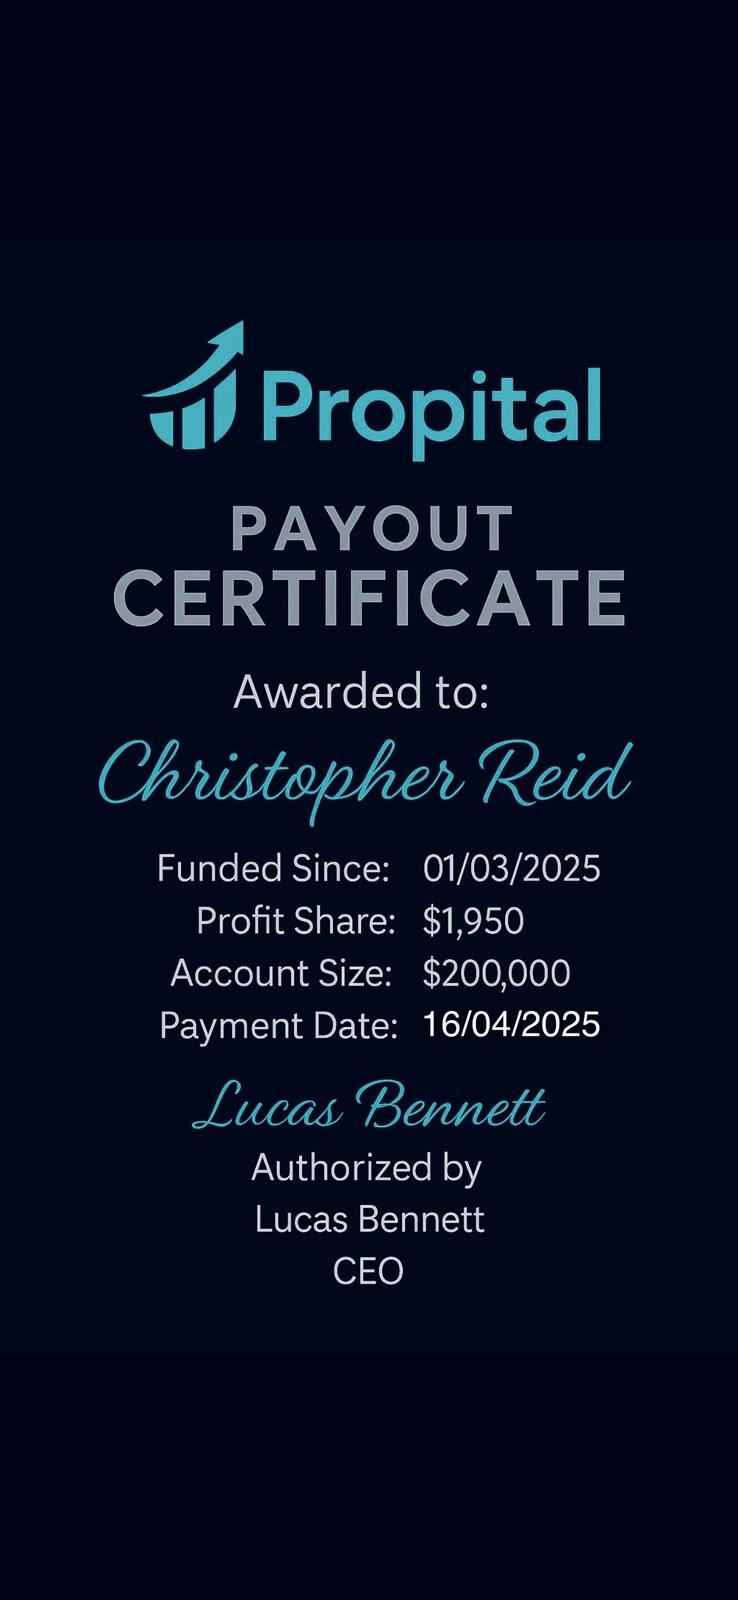 Propital
PAYOUT
CERTIFICATE
Awarded to:
Christopher Reid
Funded Since: 01/03/2025
Profit Share: $1,950
Account Size: $200,000
Payment Date: 16/04/2025
Lucas Bennett
Authorized by
Lucas Bennett
CEO